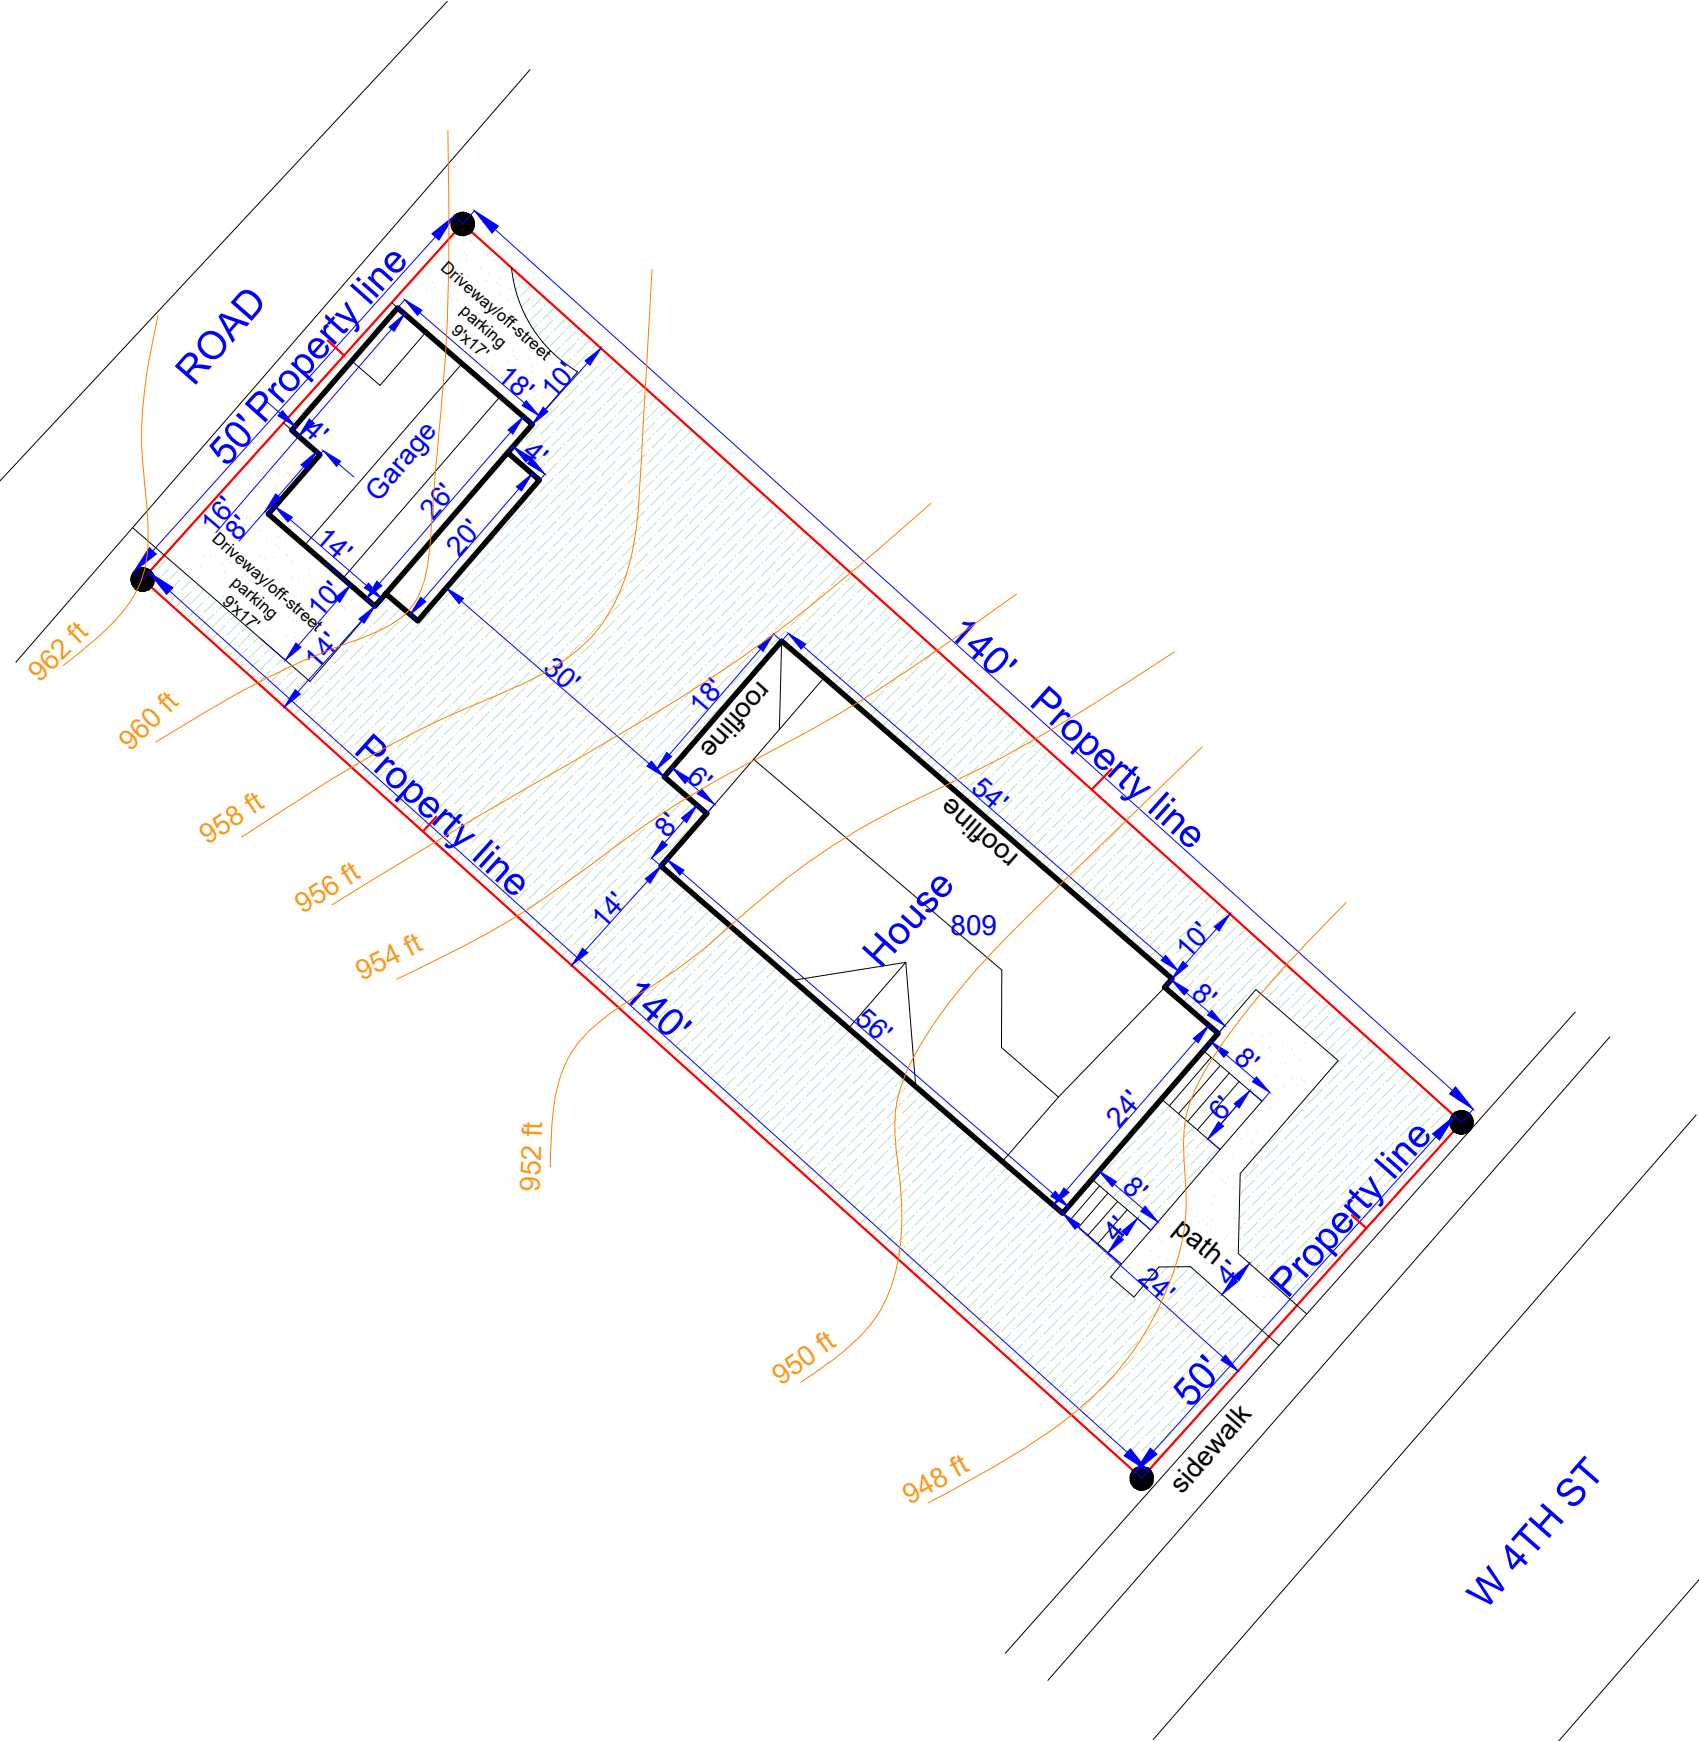 ROAD
50' Property line
Driveway/off-street
parking
9'x17'
18'
10'
4'
4'
Garage
26'
20'
16'
8'
14'
Driveway/off-street
parking
9'x17'
10'
14'
962 ft
960 ft
958 ft
956 ft
954 ft
952 ft
950 ft
948 ft
30'
140' Property line
Property line
140'
18'
roofline
6'
8'
14'
54'
roofline
House
809
56'
10'
8'
24'
8'
6'
8'
4'
path
4'
24'
Property line
50'
sidewalk
W 4TH ST